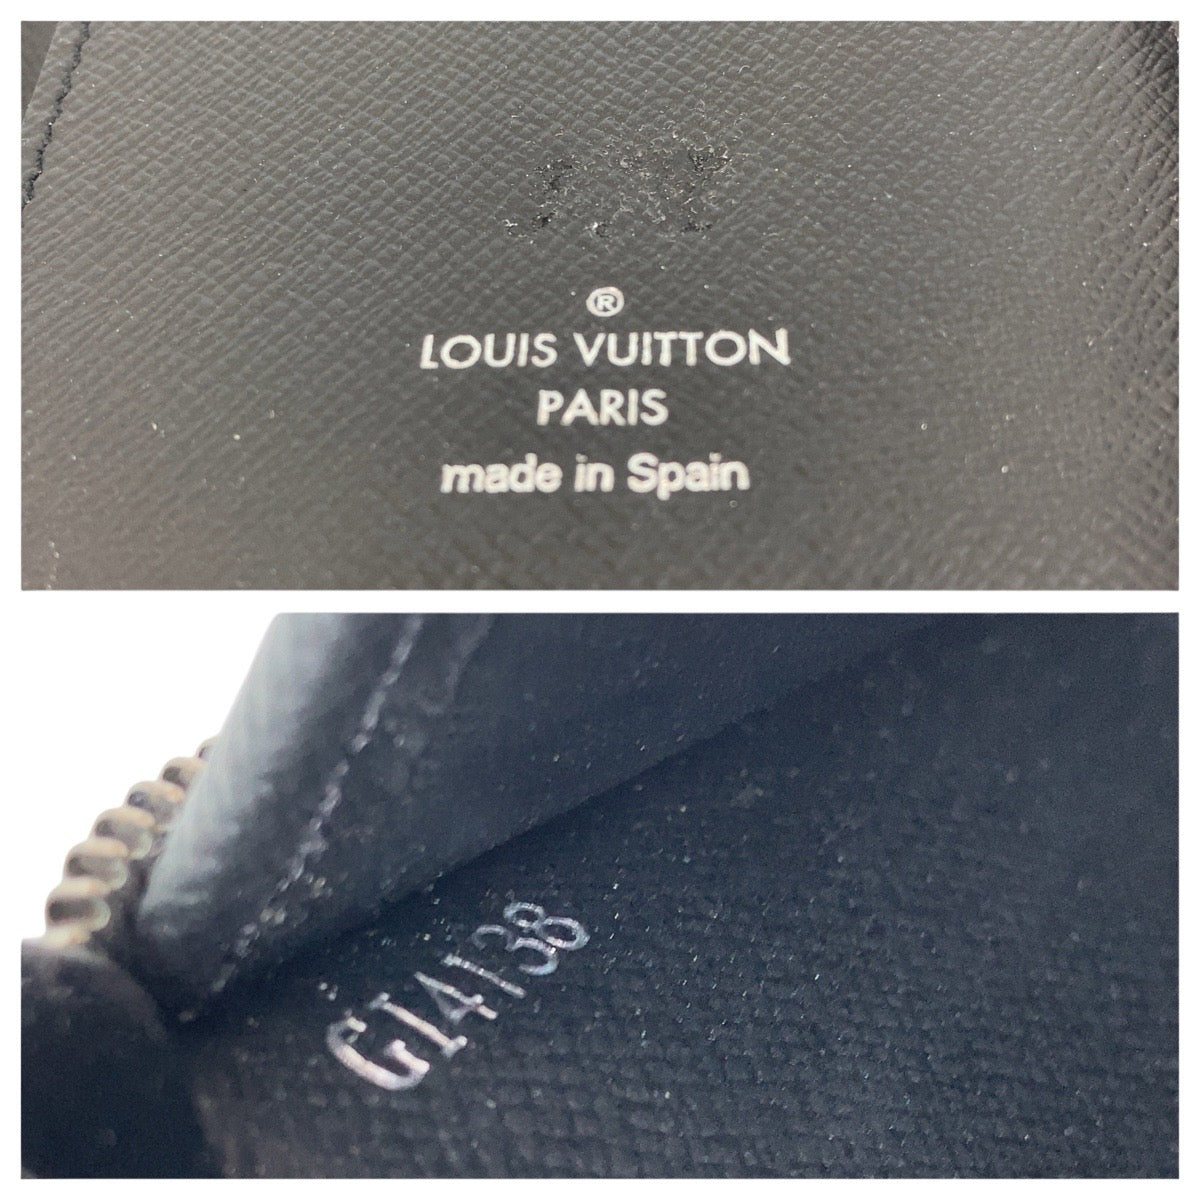 ®
LOUIS VUITTON
PARIS
made in Spain
GI4138